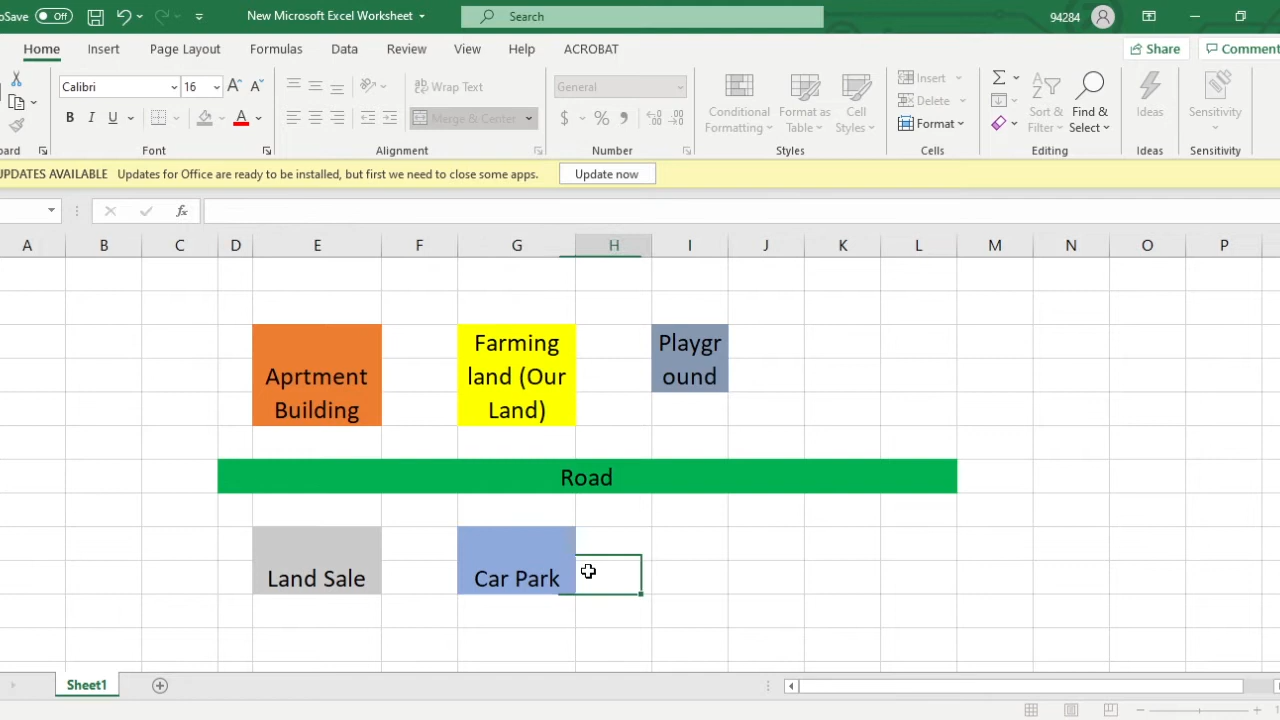 oSave Off New Microsoft Excel Worksheet Search 94284
Home Insert Page Layout Formulas Data Review View Help ACROBAT Share Comment
Calibri 16 A A Wrap Text General Insert Σ
B I U A Merge & Center $ % Conditional Formatting Format as Table Cell Styles Delete Format Sort & Filter Find & Select Ideas Sensitivity
oard Font Alignment Number Styles Cells Editing Ideas Sensitivity
UPDATES AVAILABLE Updates for Office are ready to be installed, but first we need to close some apps. Update now
fx
A B C D E F G H I J K L M N O P
Aprtment
Building
Farming
land (Our
Land)
Playgr
ound
Road
Land Sale
Car Park
Sheet1
1